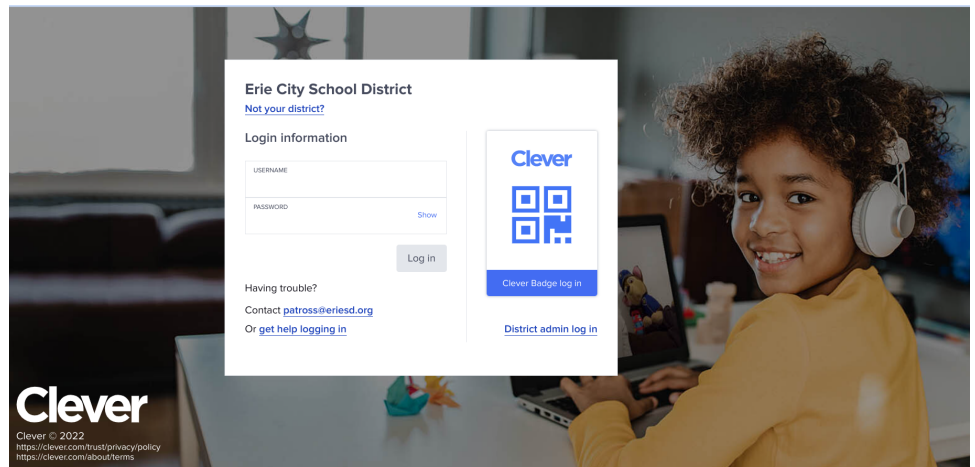 Erie City School District
Not your district?
Login information
USERNAME
PASSWORD
Show
Log in
Having trouble?
Contact patross@eriesd.org
Or get help logging in
Clever
Clever Badge log in
District admin log in
Clever
Clever © 2022
https://clever.com/trust/privacy/policy
https://clever.com/about/terms